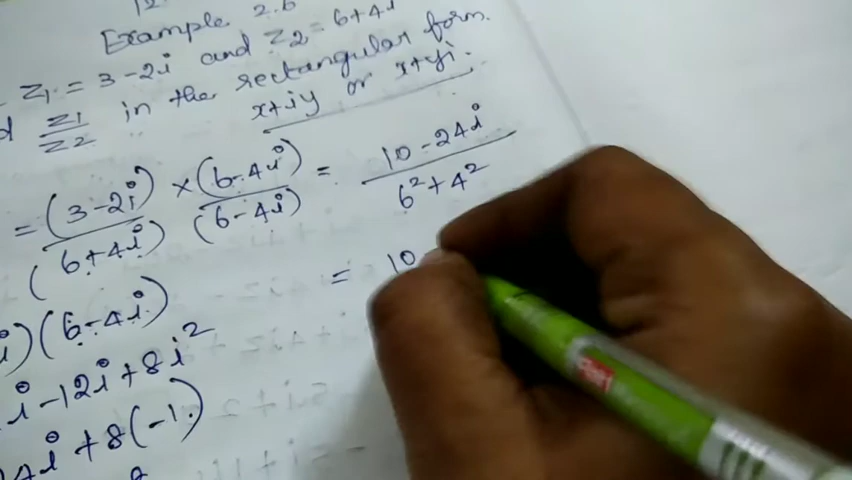 Example 2.6
Z1 = 3-2i and Z2 = 6+4i
Z1/Z2 in the rectangular form
x+iy or x+yi.
= (3-2i)/(6+4i) × (6-4i)/(6-4i) = (10-24i)/(6²+4²)
= 10
i)(6-4i)
i-12i+8i²
4i+8(-1)